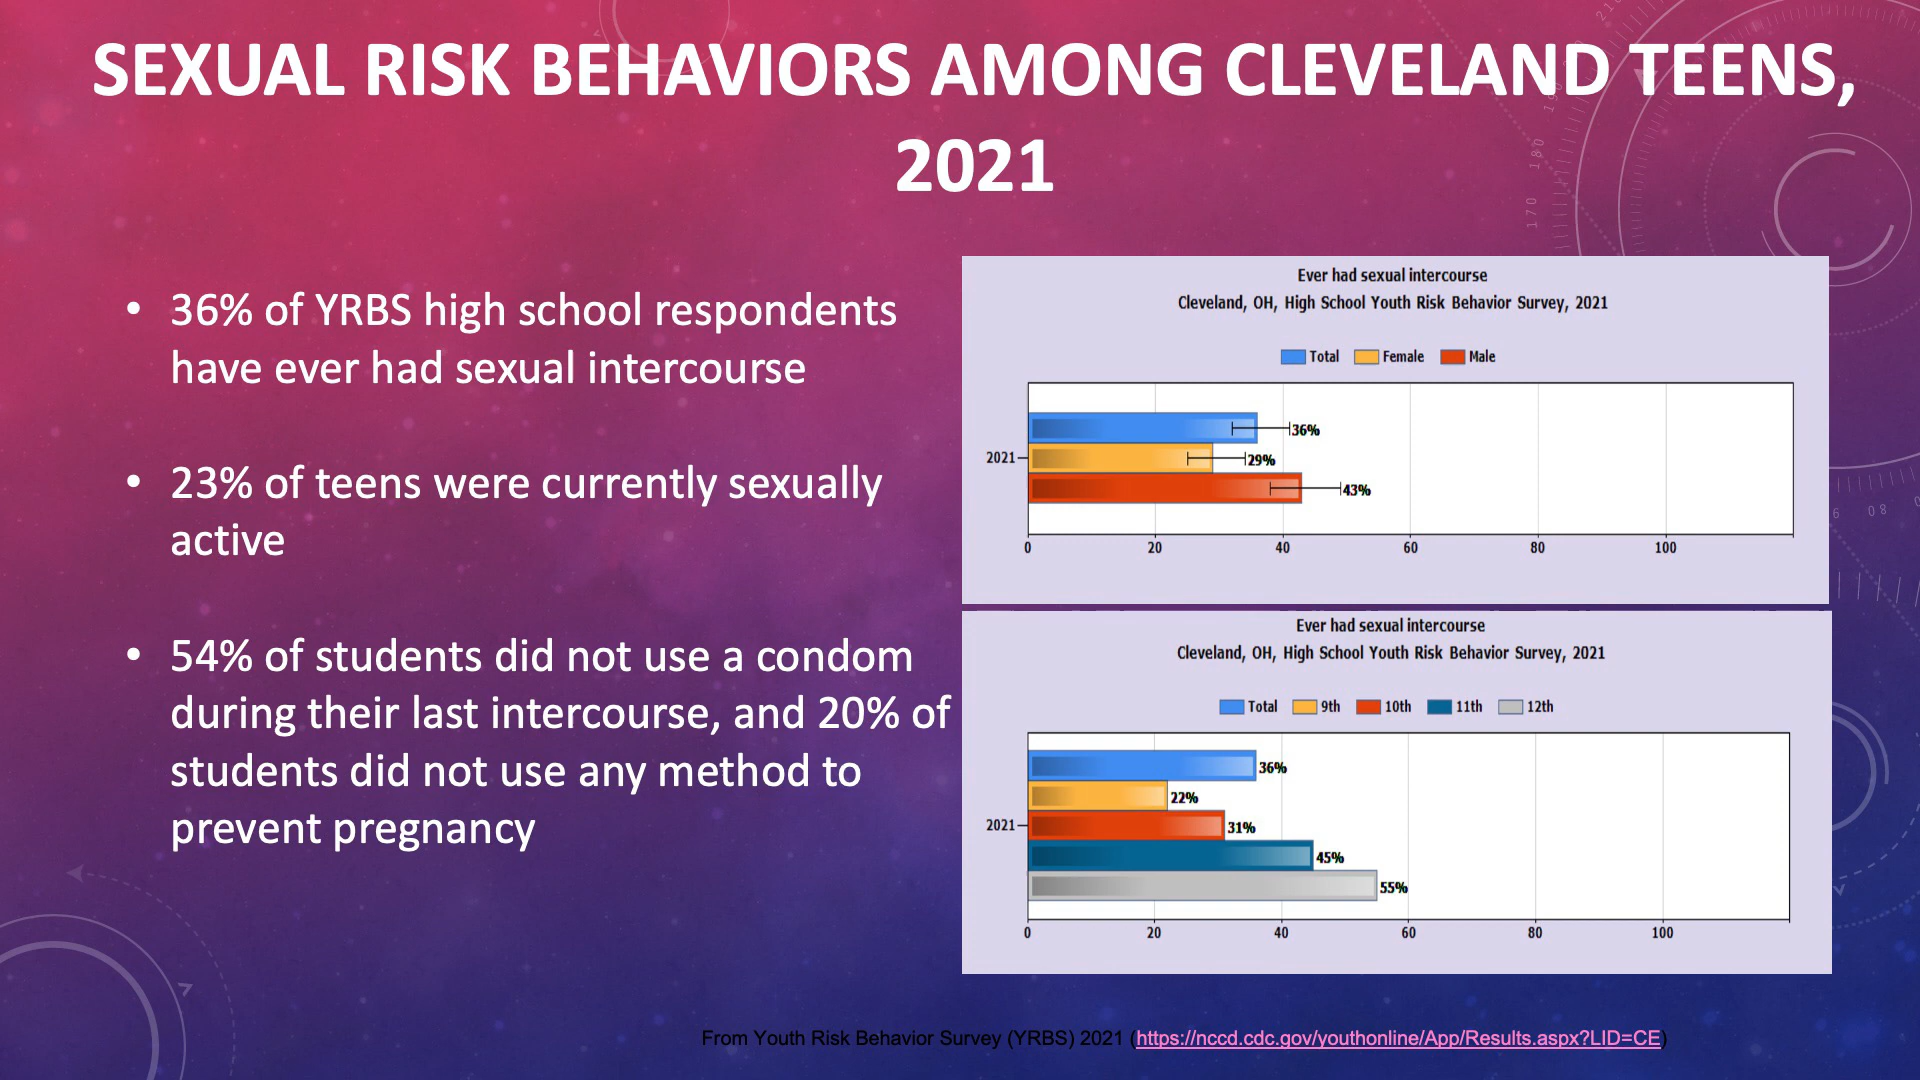 SEXUAL RISK BEHAVIORS AMONG CLEVELAND TEENS,
2021
• 36% of YRBS high school respondents
have ever had sexual intercourse
• 23% of teens were currently sexually
active
• 54% of students did not use a condom
during their last intercourse, and 20% of
students did not use any method to
prevent pregnancy
Ever had sexual intercourse
Cleveland, OH, High School Youth Risk Behavior Survey, 2021
Total Female Male
36%
2021
29%
43%
0 20 40 60 80 100
Ever had sexual intercourse
Cleveland, OH, High School Youth Risk Behavior Survey, 2021
Total 9th 10th 11th 12th
36%
22%
2021
31%
45%
55%
0 20 40 60 80 100
From Youth Risk Behavior Survey (YRBS) 2021 (https://nccd.cdc.gov/youthonline/App/Results.aspx?LID=CE)
170 180